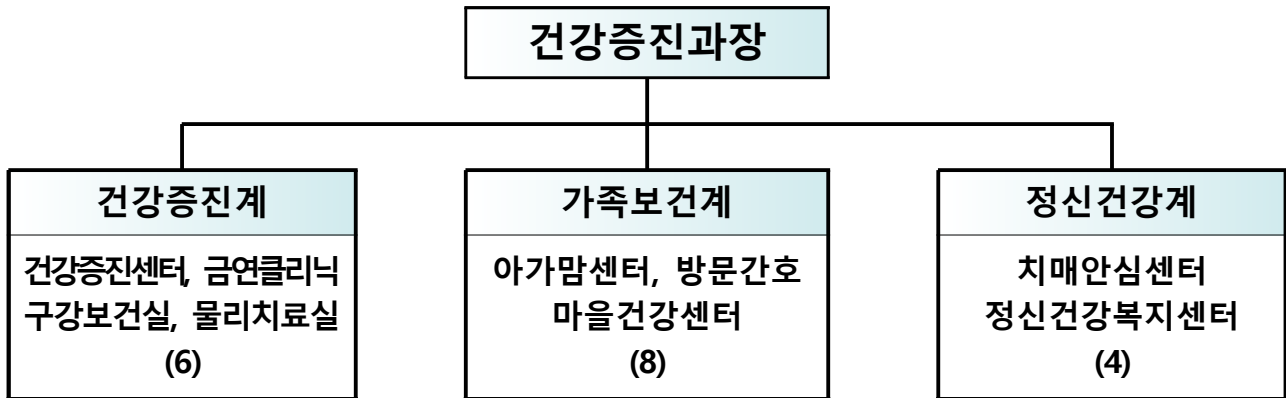 건강증진과장
건강증진계
건강증진센터, 금연클리닉
구강보건실, 물리치료실
(6)
가족보건계
아가맘센터, 방문간호
마을건강센터
(8)
정신건강계
치매안심센터
정신건강복지센터
(4)